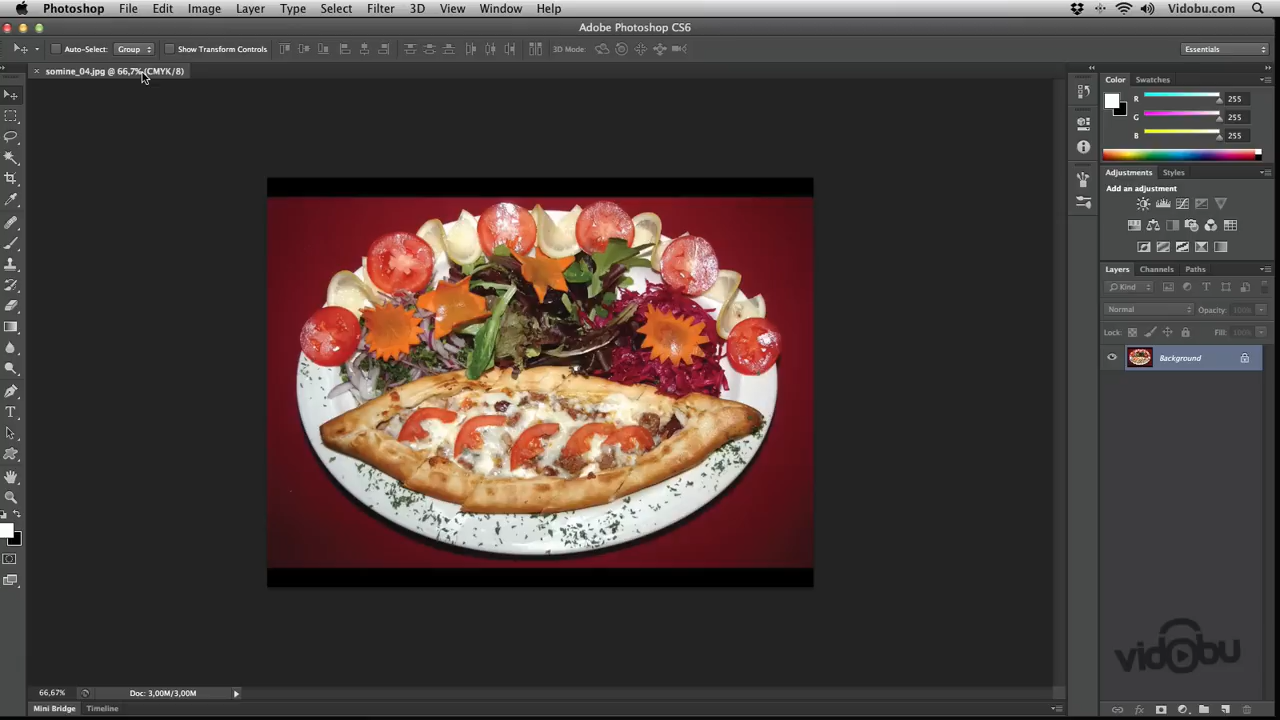 Photoshop File Edit Image Layer Type Select Filter 3D View Window Help Vidobu.com
Adobe Photoshop CS6
Auto-Select: Group Show Transform Controls 3D Mode: Essentials
somine_04.jpg @ 66,7% (CMYK/8)
Color Swatches
R 255
G 255
B 255
Adjustments Styles
Add an adjustment
Layers Channels Paths
Kind
Normal Opacity: 100%
Lock: Fill: 100%
Background
vidobu
66,67% Doc: 3,00M/3,00M
Mini Bridge Timeline